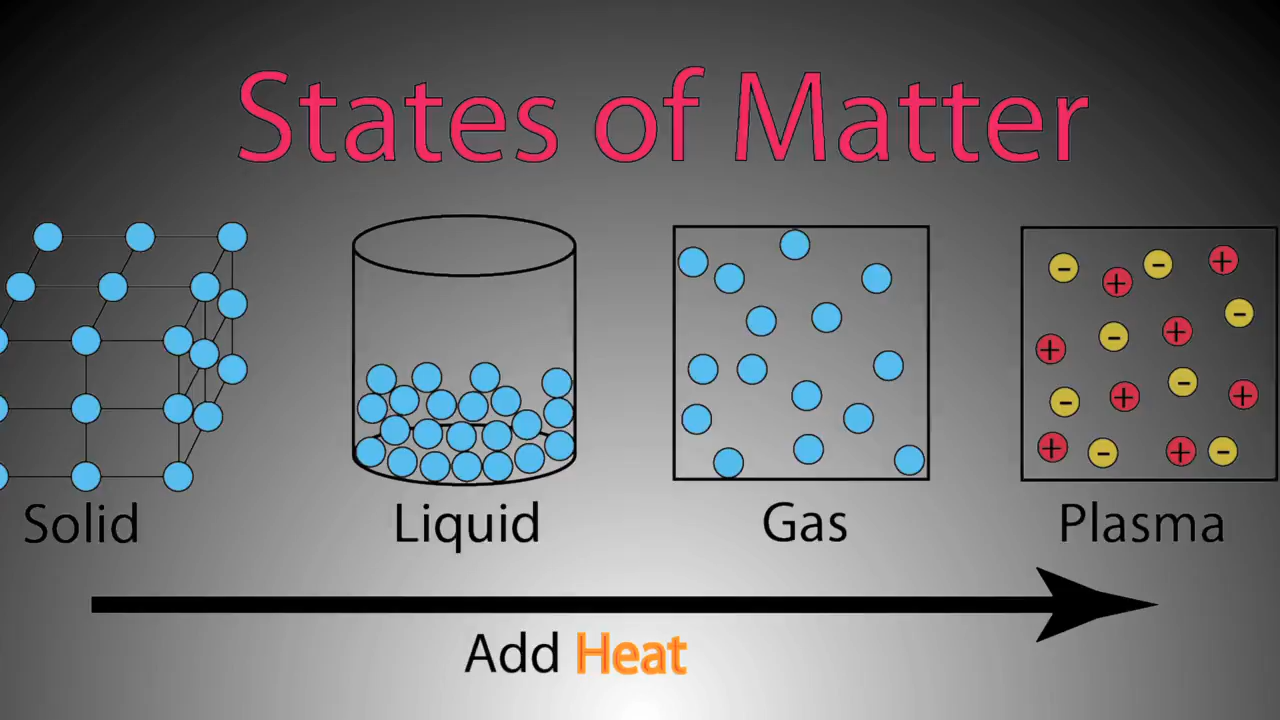 States of Matter
− + − +
−
+ − +
− + − +
+ − + −
Solid Liquid Gas Plasma
Add Heat